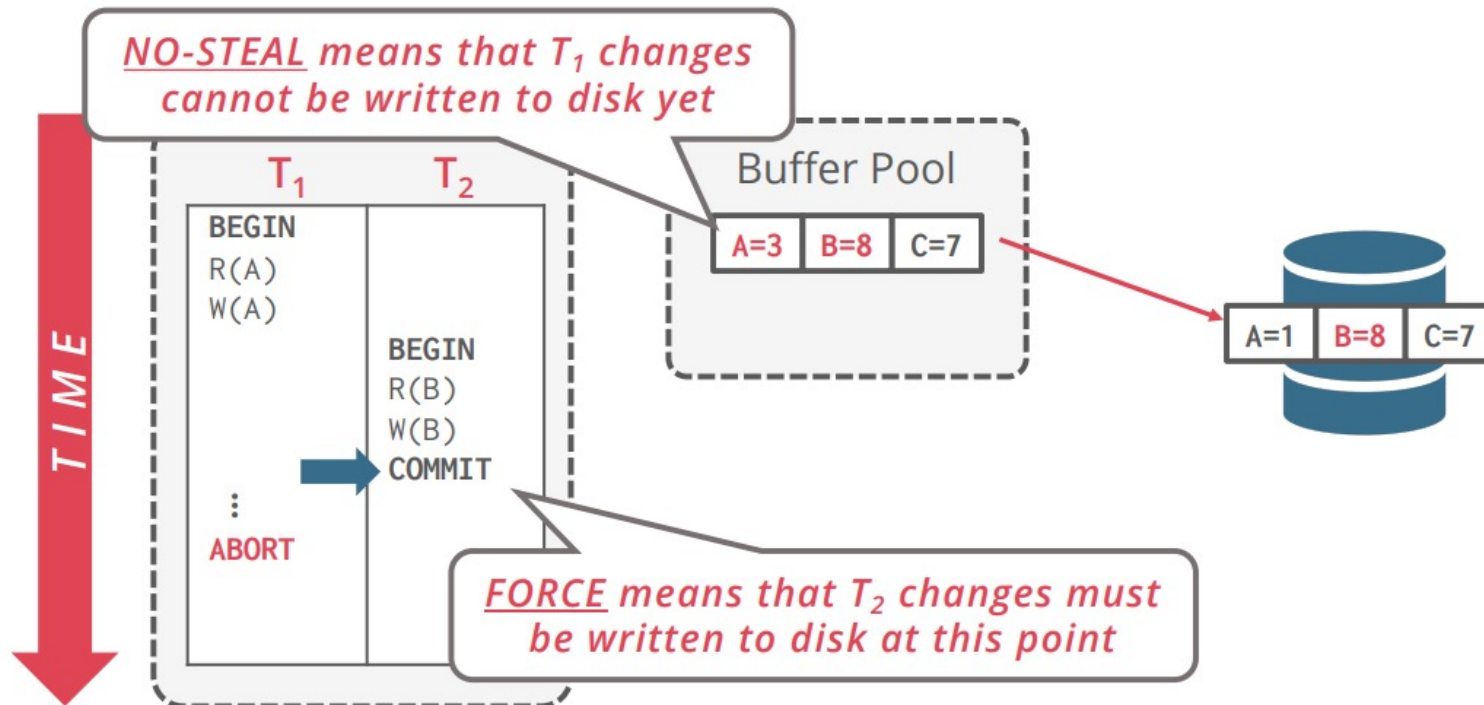 NO-STEAL means that T₁ changes
cannot be written to disk yet
TIME
T₁
T₂
BEGIN
R(A)
W(A)
⋮
ABORT
BEGIN
R(B)
W(B)
COMMIT
Buffer Pool
A=3 B=8 C=7
A=1 B=8 C=7
FORCE means that T₂ changes must
be written to disk at this point